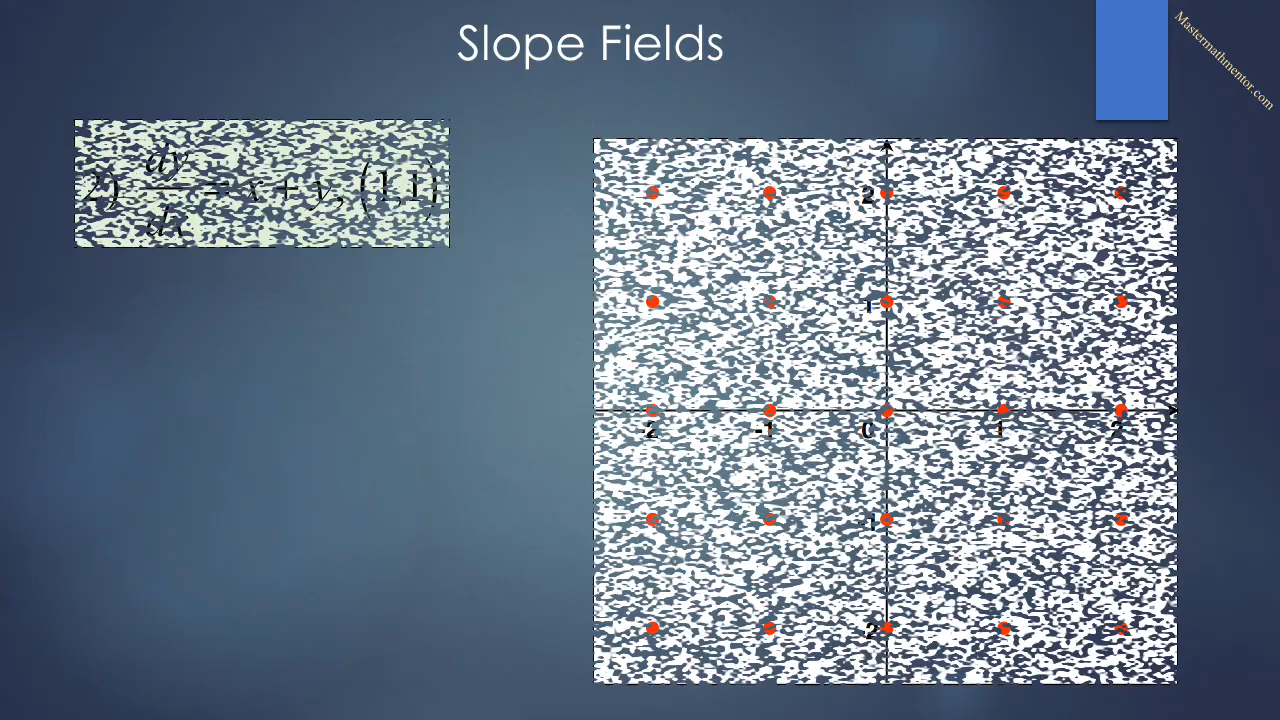 Slope Fields
Mastermathmentor.com
2) dy/dx = x + y, (1,1)
2
1
-2 -1 0 1 2
-1
-2